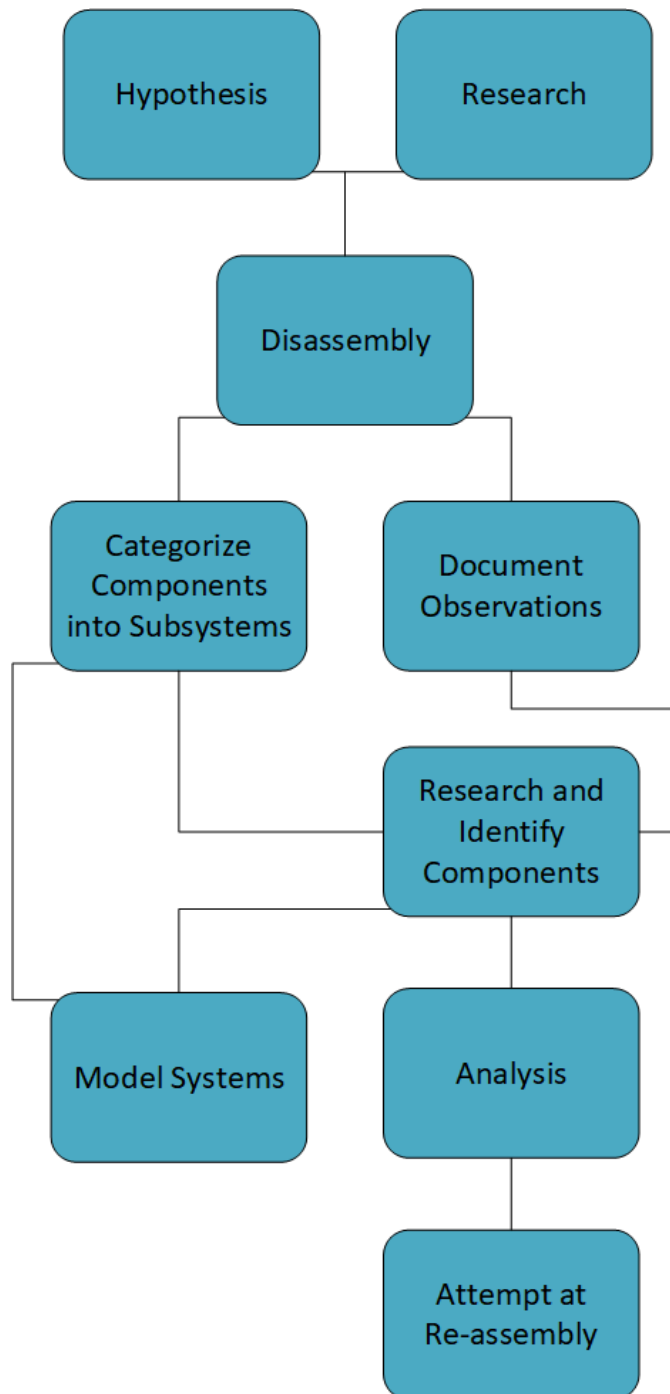 Hypothesis
Research
Disassembly
Categorize
Components
into Subsystems
Document
Observations
Research and
Identify
Components
Model Systems
Analysis
Attempt at
Re-assembly